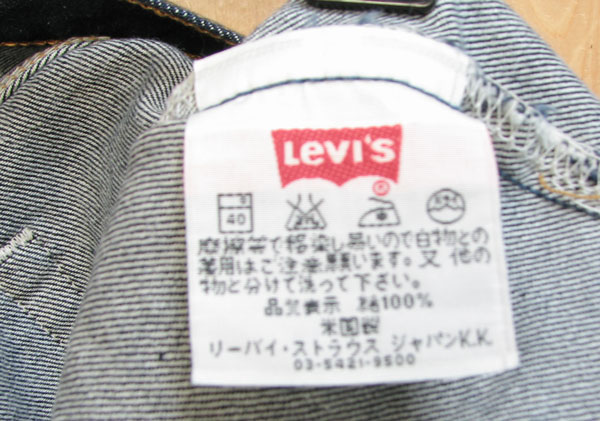 Levi's
R
40
摩擦等で移染し易いので白物との
着用はご注意願います。又 他の
物と分けて洗って下さい。
品質表示 綿100%
米国製
リーバイ・ストラウス ジャパンK.K.
03-5421-9500